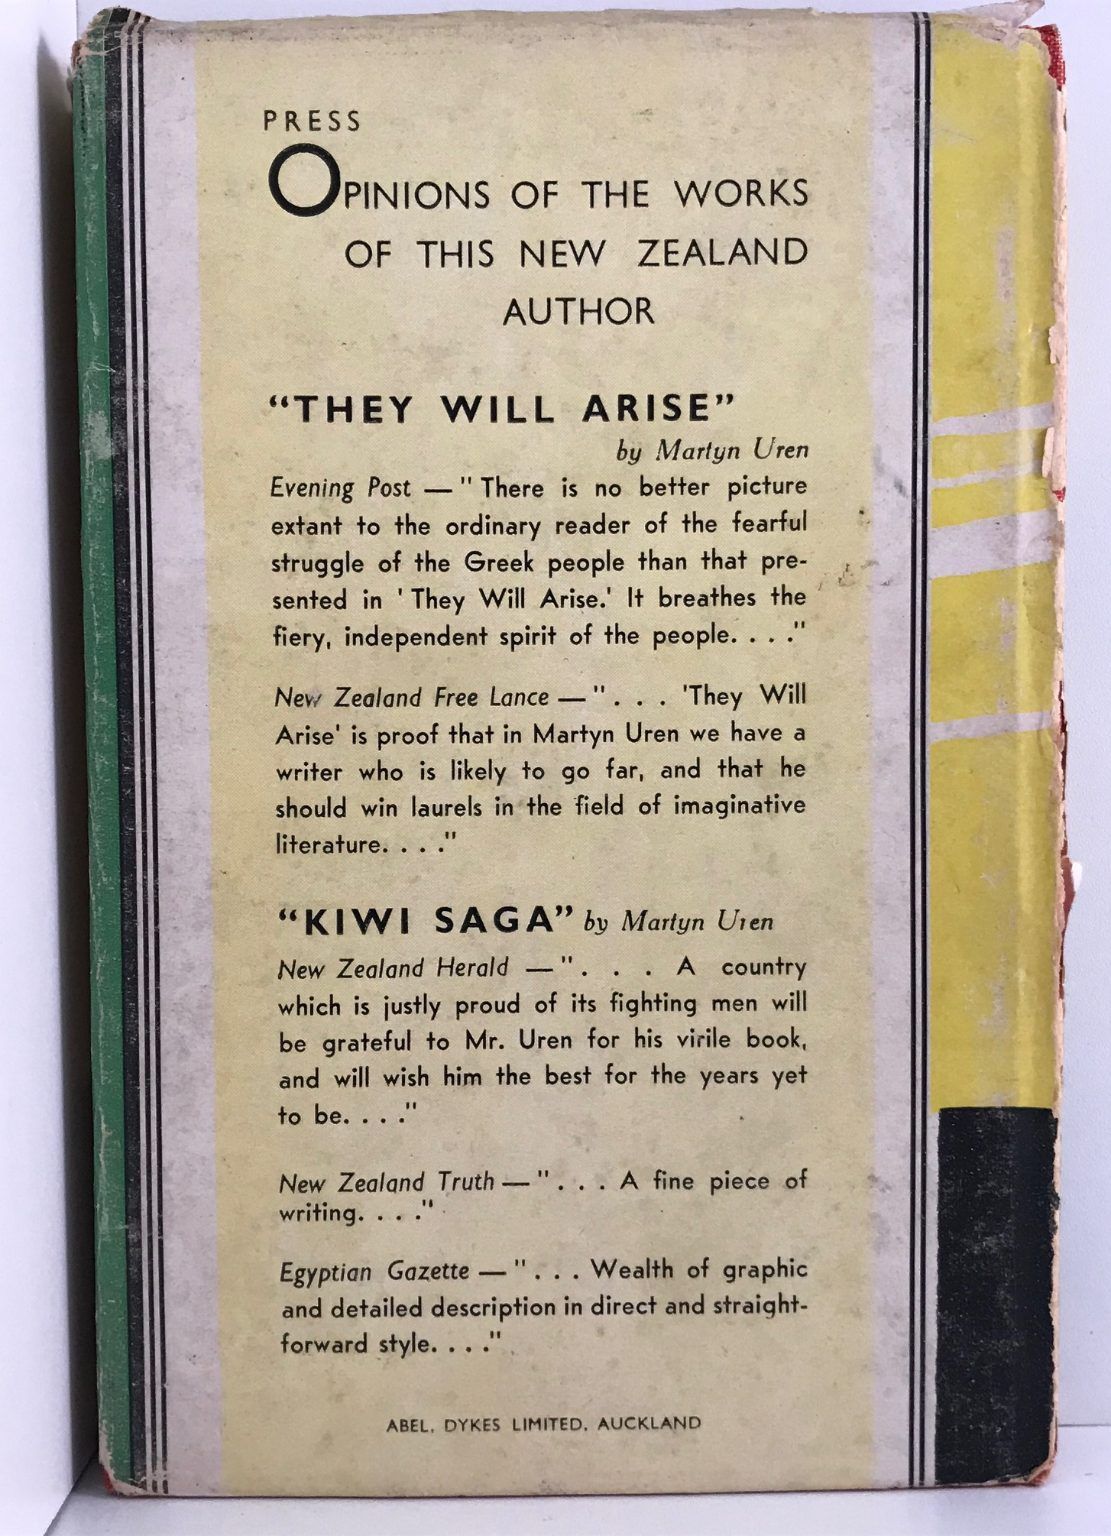 PRESS
OPINIONS OF THE WORKS
OF THIS NEW ZEALAND
AUTHOR
“THEY WILL ARISE”
by Martyn Uren
Evening Post — " There is no better picture
extant to the ordinary reader of the fearful
struggle of the Greek people than that pre-
sented in ' They Will Arise.' It breathes the
fiery, independent spirit of the people. . . ."
New Zealand Free Lance — " . . . 'They Will
Arise' is proof that in Martyn Uren we have a
writer who is likely to go far, and that he
should win laurels in the field of imaginative
literature. . . ."
“KIWI SAGA” by Martyn Uren
New Zealand Herald — " . . . A country
which is justly proud of its fighting men will
be grateful to Mr. Uren for his virile book,
and will wish him the best for the years yet
to be. . . ."
New Zealand Truth — " . . . A fine piece of
writing. . . ."
Egyptian Gazette — " . . . Wealth of graphic
and detailed description in direct and straight-
forward style. . . ."
ABEL, DYKES LIMITED, AUCKLAND